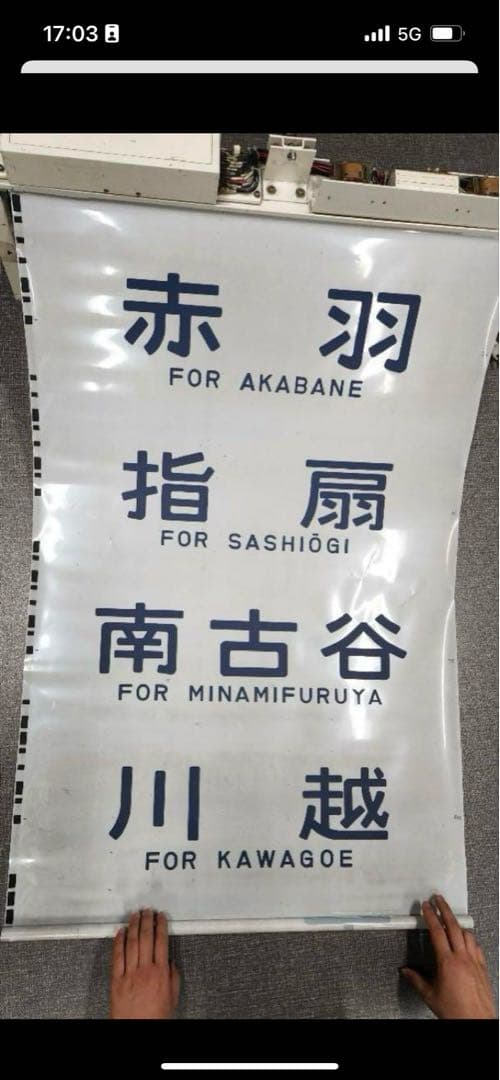 17:03
5G
赤 羽
FOR AKABANE
指 扇
FOR SASHIŌGI
南古谷
FOR MINAMIFURUYA
川 越
FOR KAWAGOE